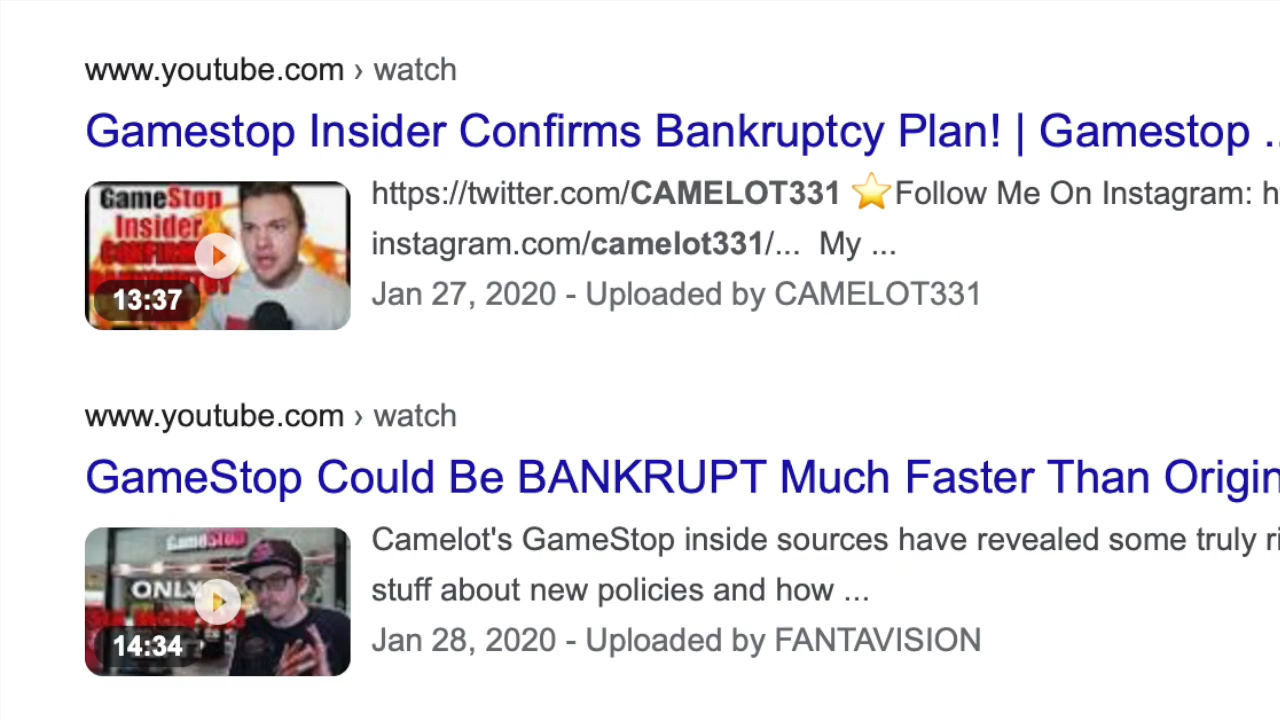 www.youtube.com › watch
Gamestop Insider Confirms Bankruptcy Plan! | Gamestop ...
GameStop
Insider
CONFIRMS
13:37
https://twitter.com/CAMELOT331 ⭐Follow Me On Instagram: h
instagram.com/camelot331/... My ...
Jan 27, 2020 - Uploaded by CAMELOT331
www.youtube.com › watch
GameStop Could Be BANKRUPT Much Faster Than Origin
GameStop
ONLY
14:34
Camelot's GameStop inside sources have revealed some truly ri
stuff about new policies and how ...
Jan 28, 2020 - Uploaded by FANTAVISION